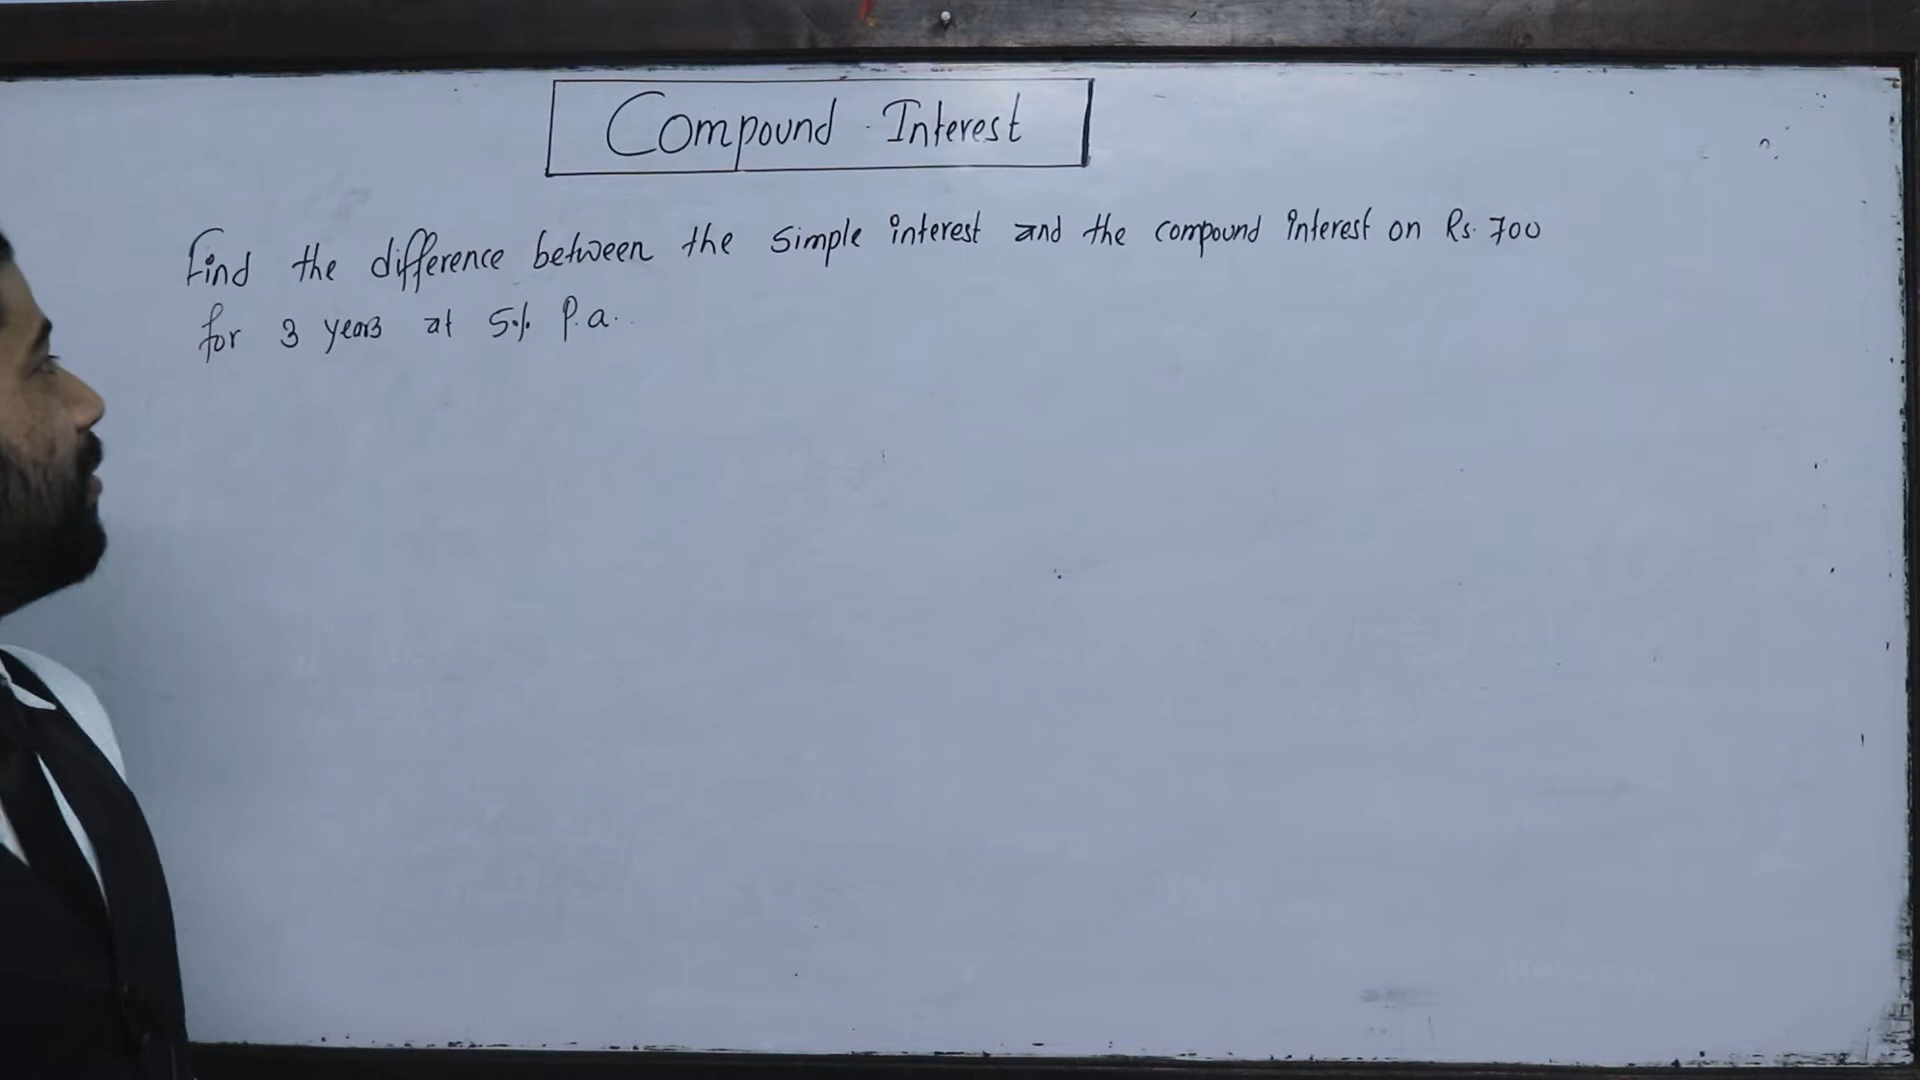 Compound Interest
Find the difference between the simple interest and the compound interest on Rs. 700
for 3 years at 5% P.a.